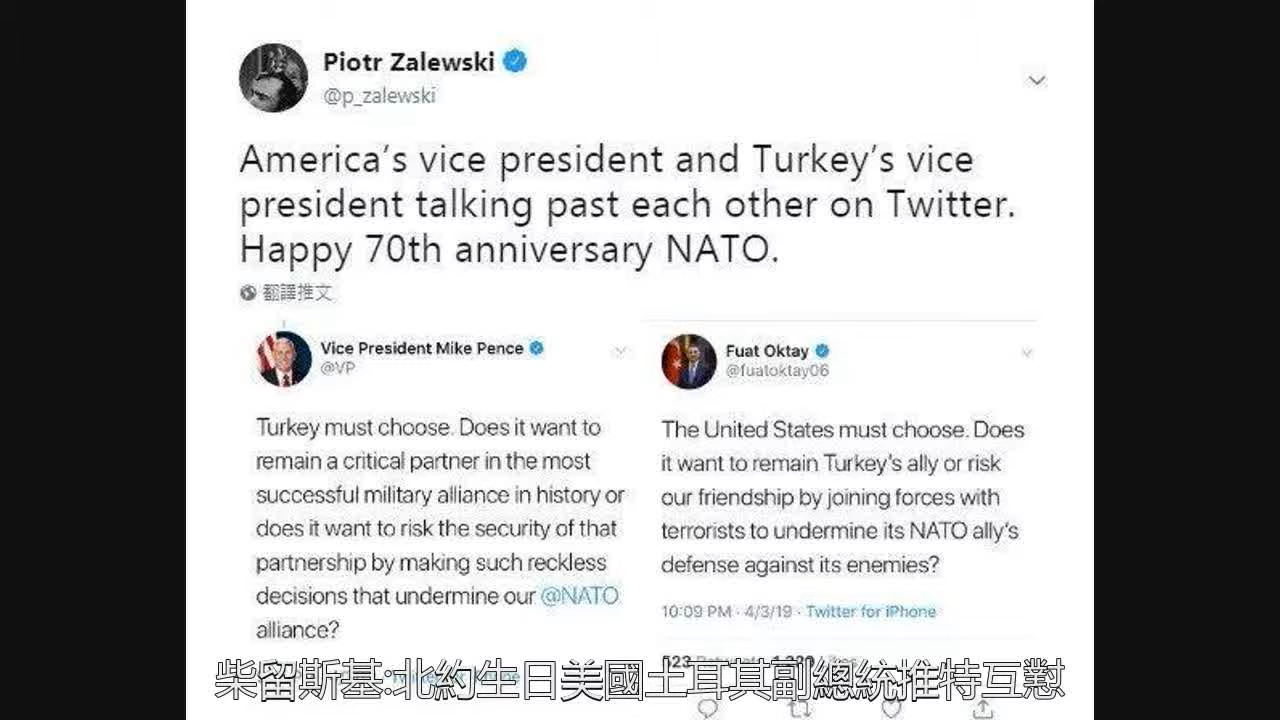 Piotr Zalewski
@p_zalewski
America's vice president and Turkey's vice
president talking past each other on Twitter.
Happy 70th anniversary NATO.
翻譯推文
Vice President Mike Pence
@VP
Turkey must choose. Does it want to
remain a critical partner in the most
successful military alliance in history or
does it want to risk the security of that
partnership by making such reckless
decisions that undermine our @NATO
alliance?
Fuat Oktay
@fuatoktay06
The United States must choose. Does
it want to remain Turkey's ally or risk
our friendship by joining forces with
terrorists to undermine its NATO ally's
defense against its enemies?
10:09 PM · 4/3/19 · Twitter for iPhone
523 Retweets
柴留斯基:北約生日美國土耳其副總統推特互懟